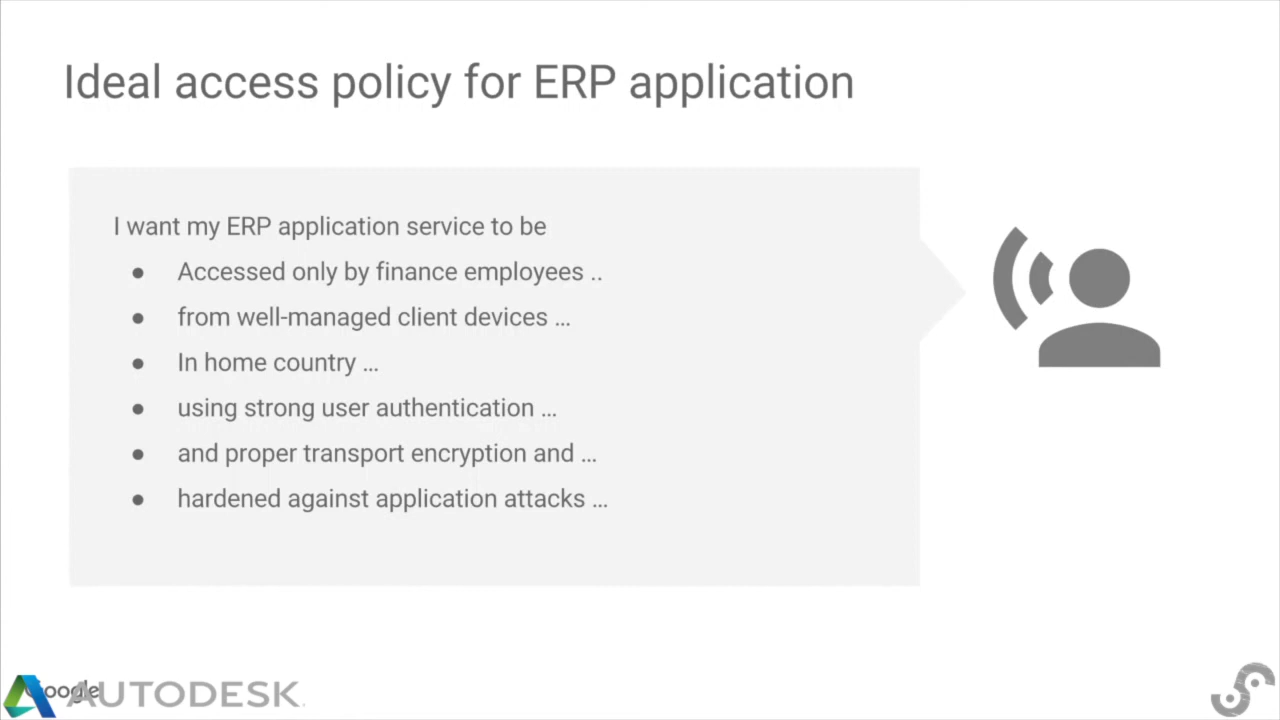 Ideal access policy for ERP application
I want my ERP application service to be
● Accessed only by finance employees ..
● from well-managed client devices ...
● In home country ...
● using strong user authentication ...
● and proper transport encryption and ...
● hardened against application attacks ...
Google
AUTODESK.